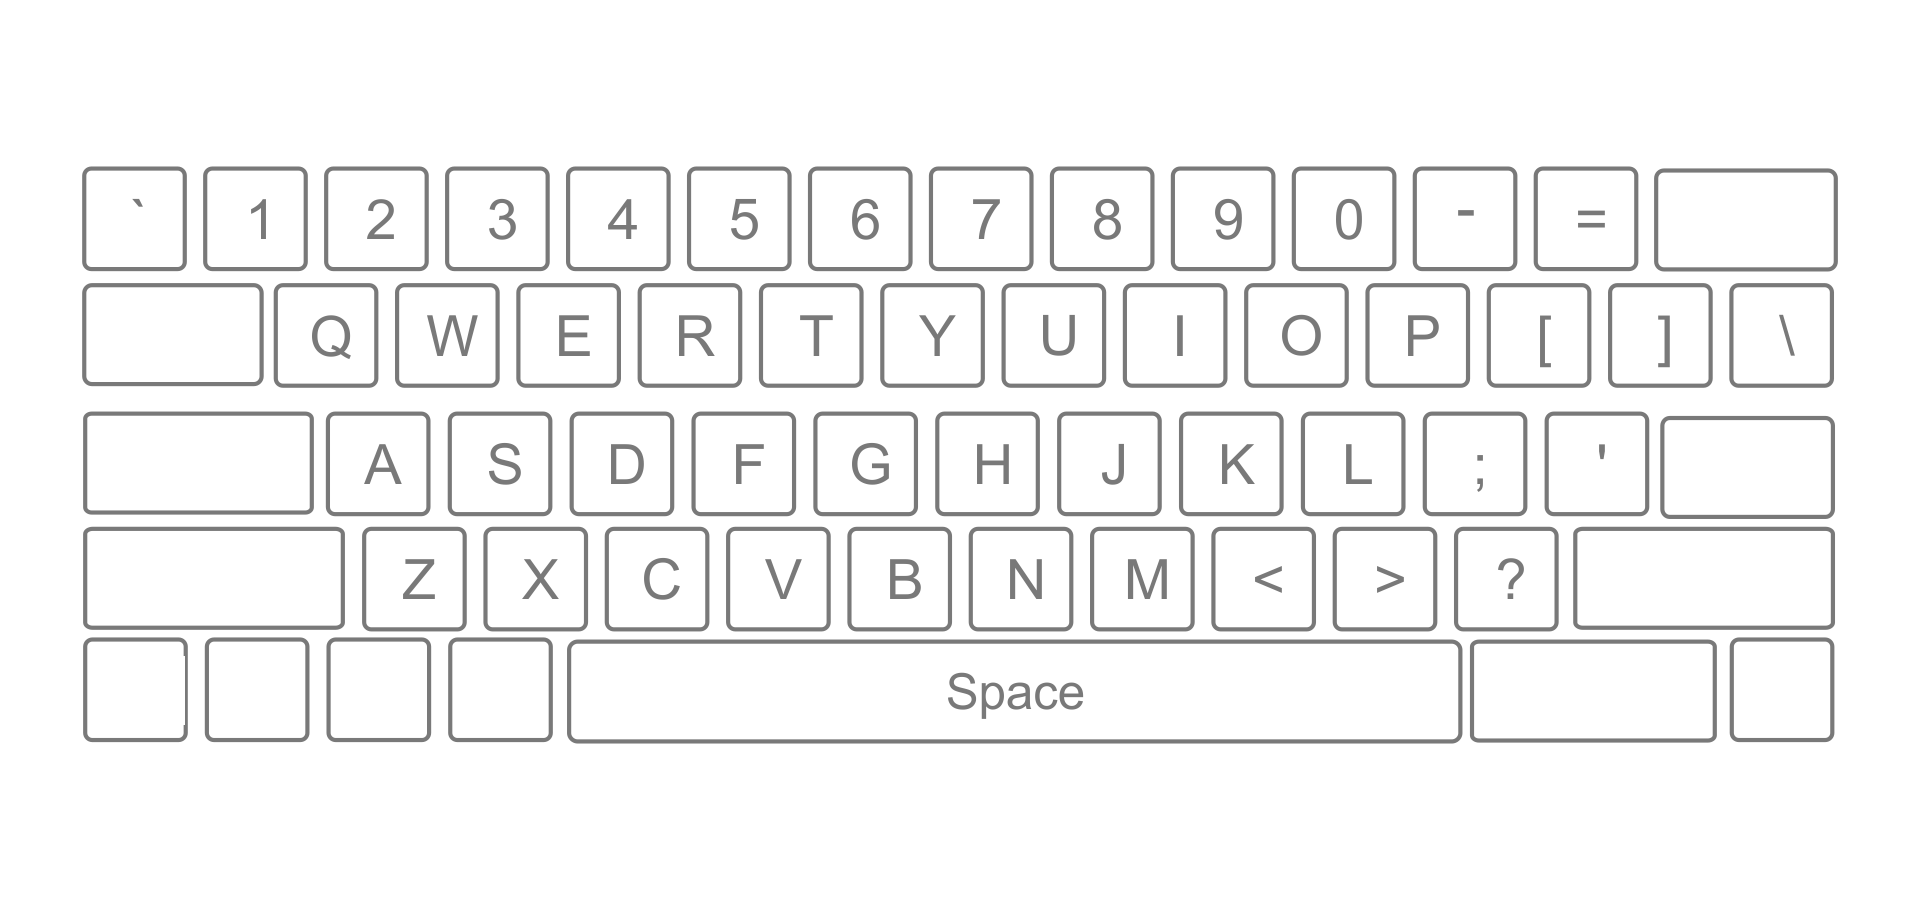 ` 1 2 3 4 5 6 7 8 9 0 - =
Q W E R T Y U I O P [ ] \
A S D F G H J K L ; '
Z X C V B N M < > ?
Space